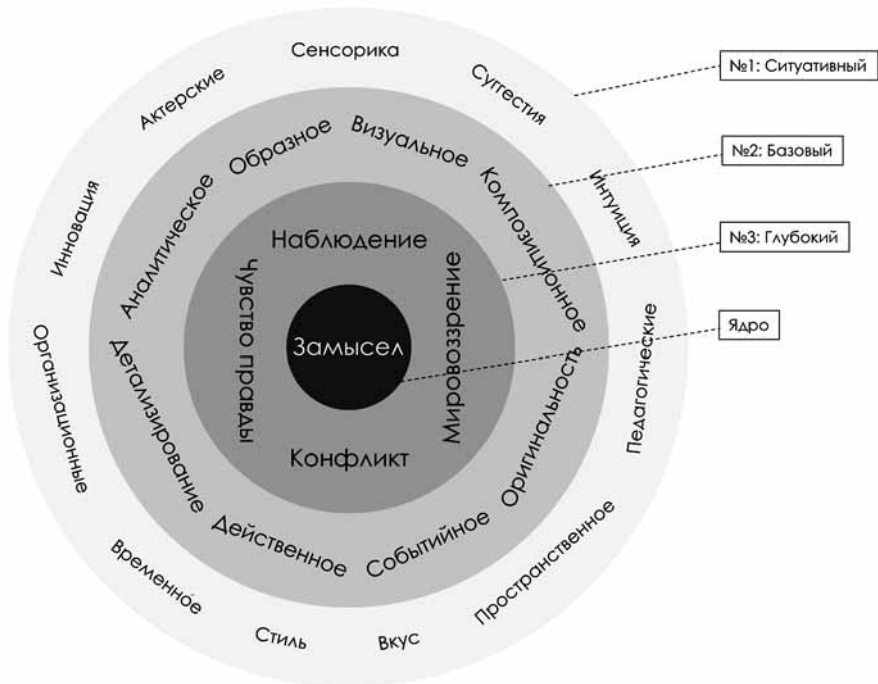 Сенсорика
Суггестия
Интуиция
Педагогические
Пространственное
Вкус
Стиль
Временное
Организационные
Инновация
Актерские
Образное
Визуальное
Композиционное
Оригинальность
Событийное
Действенное
Детализирование
Аналитическое
Наблюдение
Мировоззрение
Конфликт
Чувство правды
Замысел
№1: Ситуативный
№2: Базовый
№3: Глубокий
Ядро